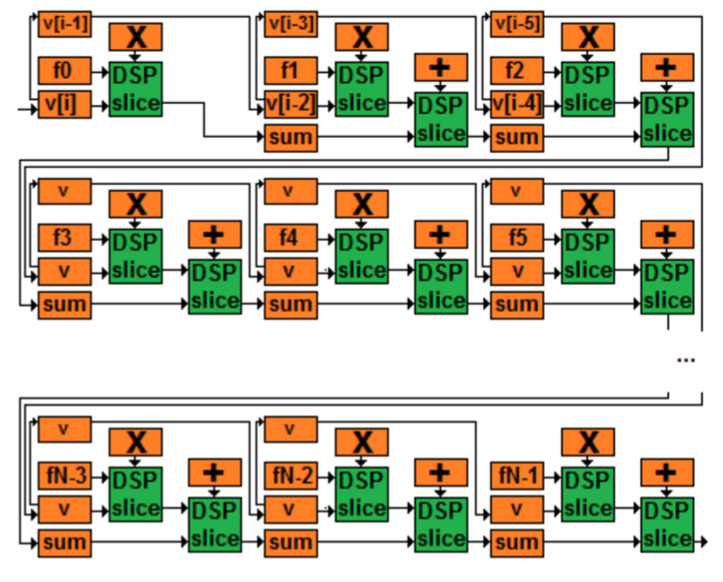 v[i-1] X v[i-3] X v[i-5] X
f0 DSP f1 DSP + f2 DSP +
v[i] slice v[i-2] slice DSP v[i-4] slice DSP
sum slice sum slice
v X v X v X
f3 DSP + f4 DSP + f5 DSP +
v slice DSP v slice DSP v slice DSP
sum slice sum slice sum slice
...
v X v X X
fN-3 DSP + fN-2 DSP + fN-1 DSP +
v slice DSP v slice DSP v slice DSP
sum slice sum slice sum slice